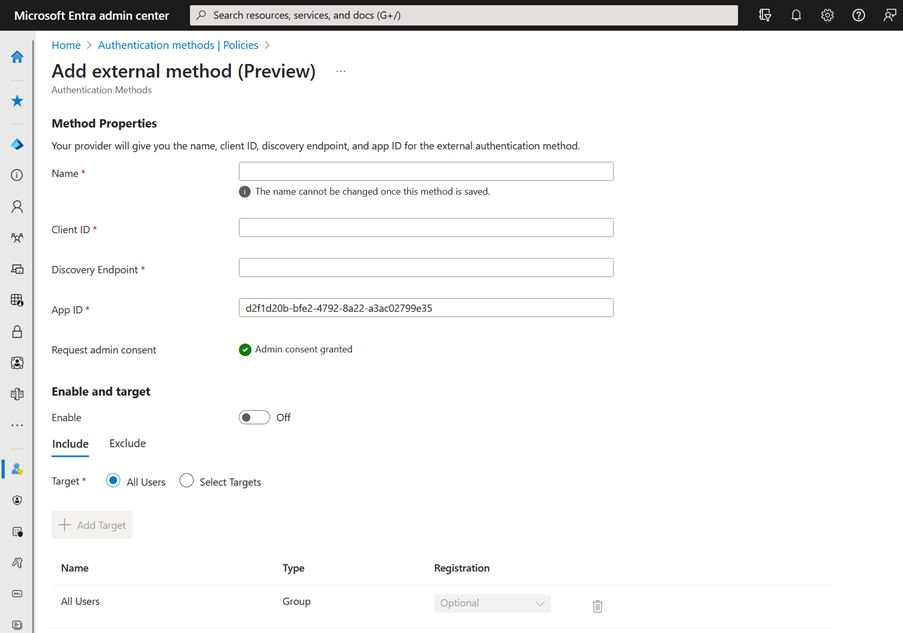 Microsoft Entra admin center
Search resources, services, and docs (G+/)
Home > Authentication methods | Policies >
Add external method (Preview) ...
Authentication Methods
Method Properties
Your provider will give you the name, client ID, discovery endpoint, and app ID for the external authentication method.
Name *
The name cannot be changed once this method is saved.
Client ID *
Discovery Endpoint *
App ID * d2f1d20b-bfe2-4792-8a22-a3ac02799e35
Request admin consent Admin consent granted
Enable and target
Enable Off
Include Exclude
Target * All Users Select Targets
Add Target
Name Type Registration
All Users Group Optional